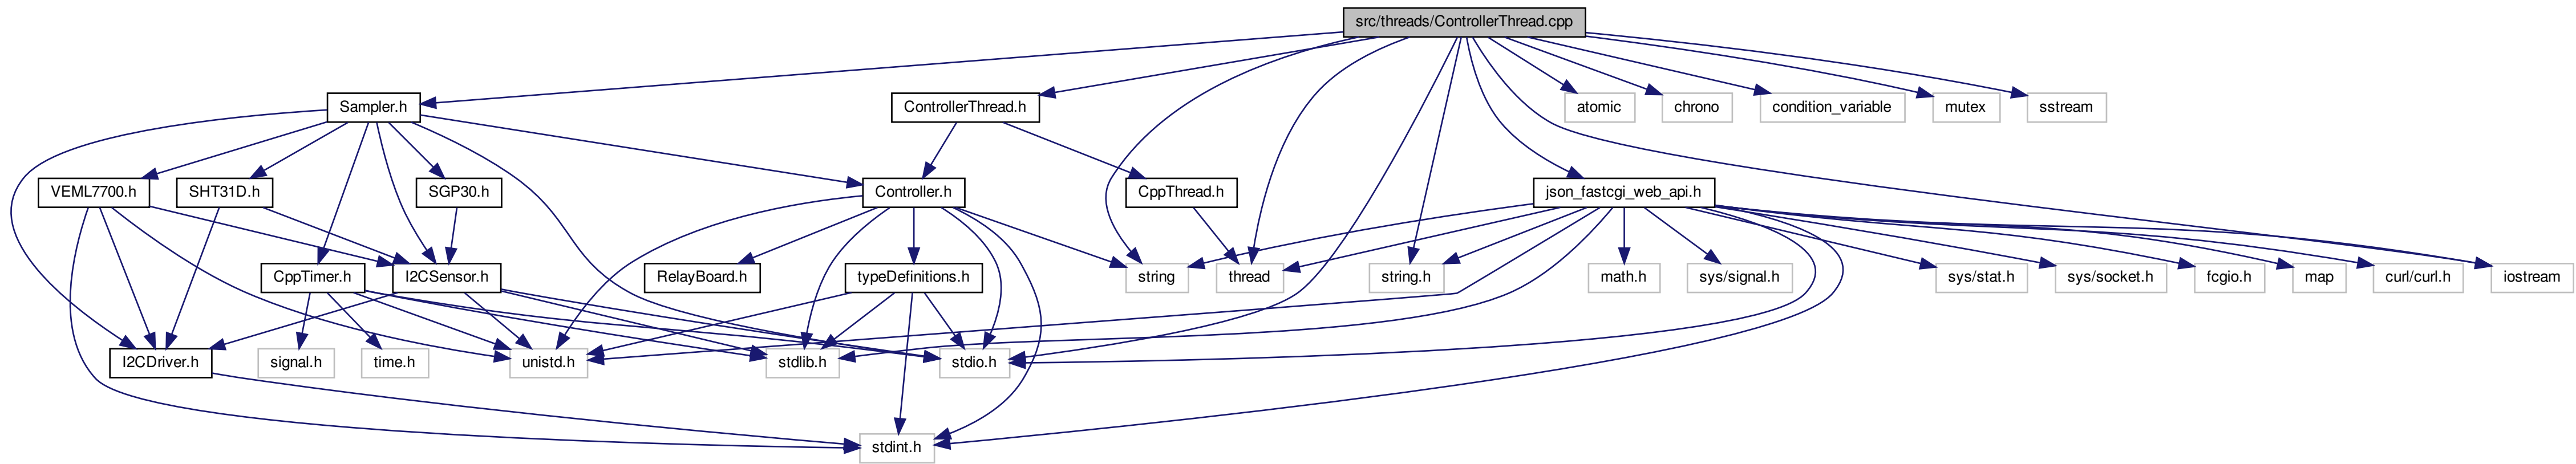 src/threads/ControllerThread.cpp
Sampler.h
ControllerThread.h
atomic
chrono
condition_variable
mutex
sstream
VEML7700.h
SHT31D.h
SGP30.h
Controller.h
CppThread.h
json_fastcgi_web_api.h
CppTimer.h
I2CSensor.h
RelayBoard.h
typeDefinitions.h
string
thread
string.h
math.h
sys/signal.h
sys/stat.h
sys/socket.h
fcgio.h
map
curl/curl.h
iostream
I2CDriver.h
signal.h
time.h
unistd.h
stdlib.h
stdio.h
stdint.h